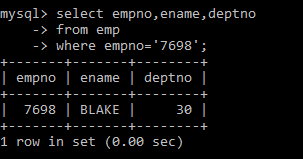 mysql> select empno,ename,deptno
    -> from emp
    -> where empno='7698';
+-------+-------+--------+
| empno | ename | deptno |
+-------+-------+--------+
|  7698 | BLAKE |     30 |
+-------+-------+--------+
1 row in set (0.00 sec)